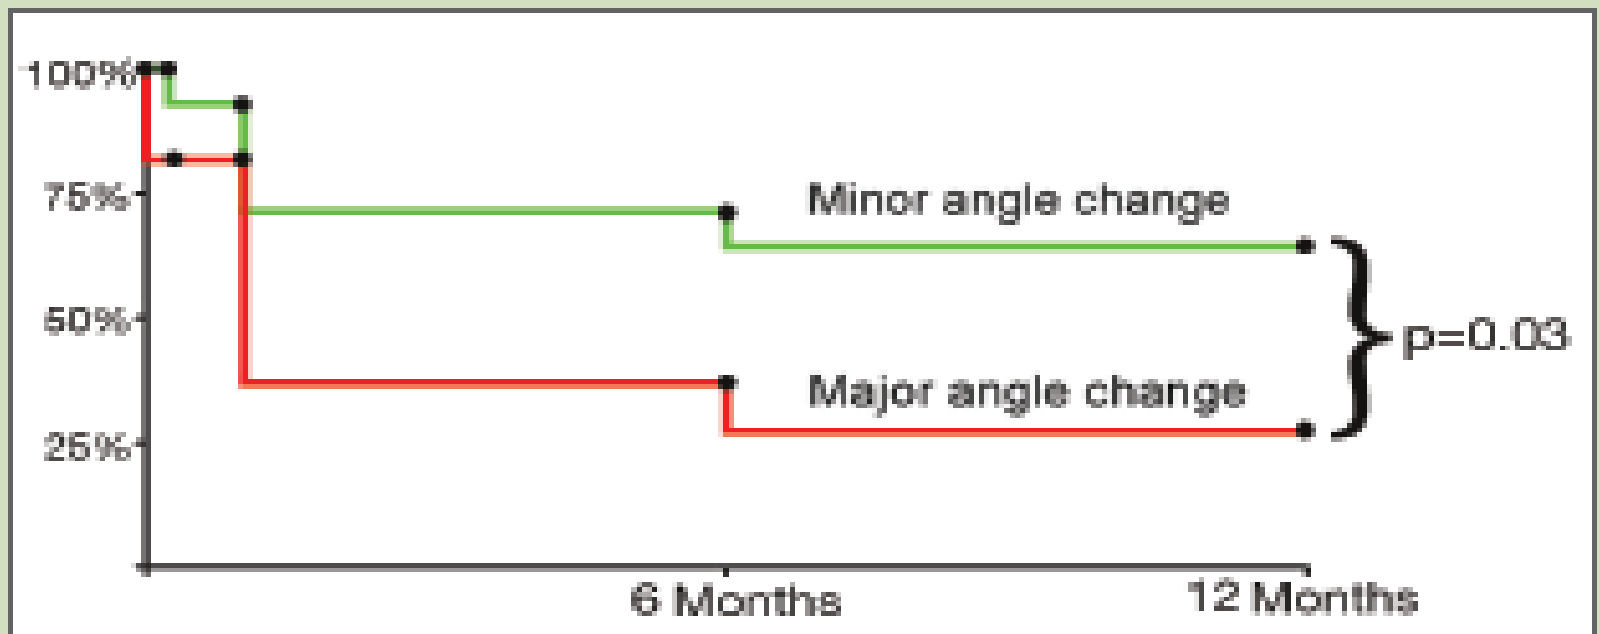 100%
75%
Minor angle change
50%
p=0.03
Major angle change
25%
6 Months
12 Months